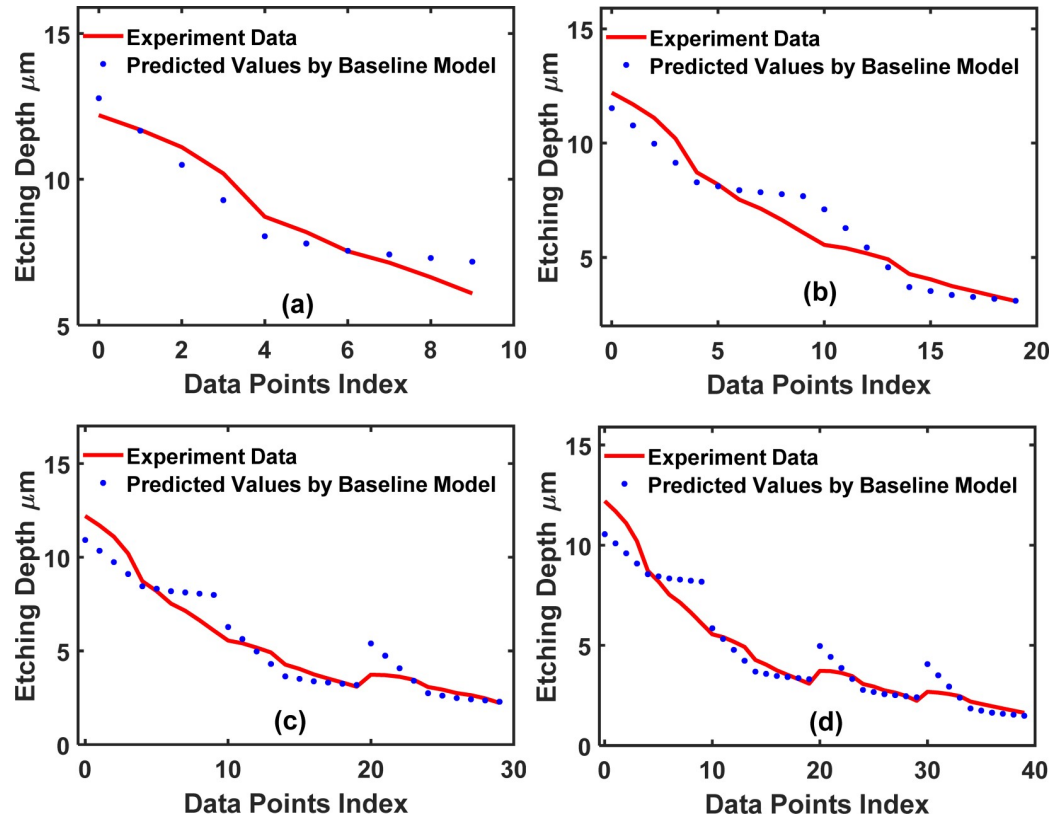 15
10
5
Etching Depth μm
Experiment Data
Predicted Values by Baseline Model
(a)
0 2 4 6 8 10
Data Points Index
15
10
5
Etching Depth μm
Experiment Data
Predicted Values by Baseline Model
(b)
0 5 10 15 20
Data Points Index
15
10
5
0
Etching Depth μm
Experiment Data
Predicted Values by Baseline Model
(c)
0 10 20 30
Data Points Index
15
10
5
0
Etching Depth μm
Experiment Data
Predicted Values by Baseline Model
(d)
0 10 20 30 40
Data Points Index